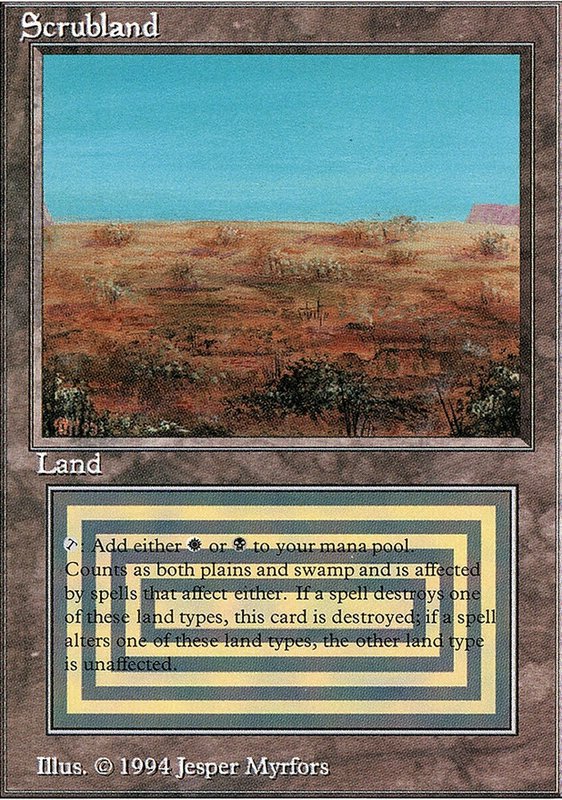 Scrubland
Land
: Add either or to your mana pool.
Counts as both plains and swamp and is affected
by spells that affect either. If a spell destroys one
of these land types, this card is destroyed; if a spell
alters one of these land types, the other land type
is unaffected.
Illus. © 1994 Jesper Myrfors